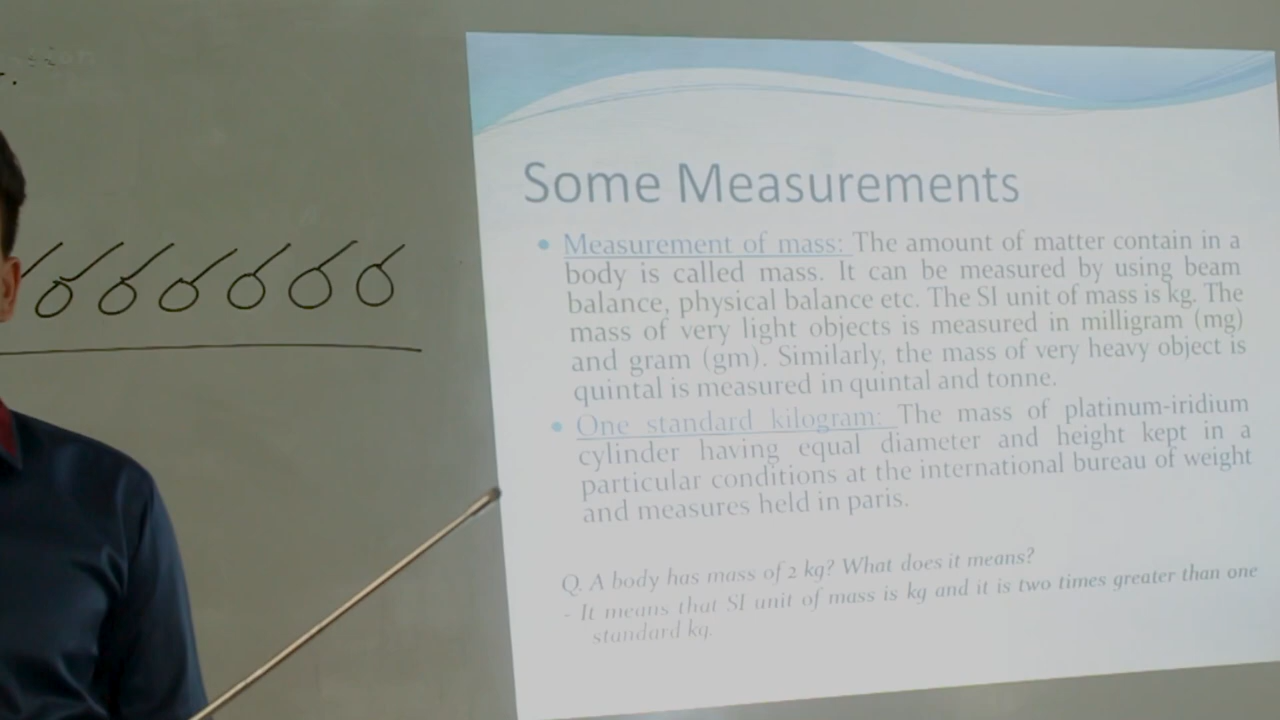 Some Measurements
• Measurement of mass: The amount of matter contain in a
body is called mass. It can be measured by using beam
balance, physical balance etc. The SI unit of mass is kg. The
mass of very light objects is measured in milligram (mg)
and gram (gm). Similarly, the mass of very heavy object is
quintal is measured in quintal and tonne.
• One standard kilogram: The mass of platinum-iridium
cylinder having equal diameter and height kept in a
particular conditions at the international bureau of weight
and measures held in paris.
Q. A body has mass of 2 kg? What does it means?
- It means that SI unit of mass is kg and it is two times greater than one
standard kg.